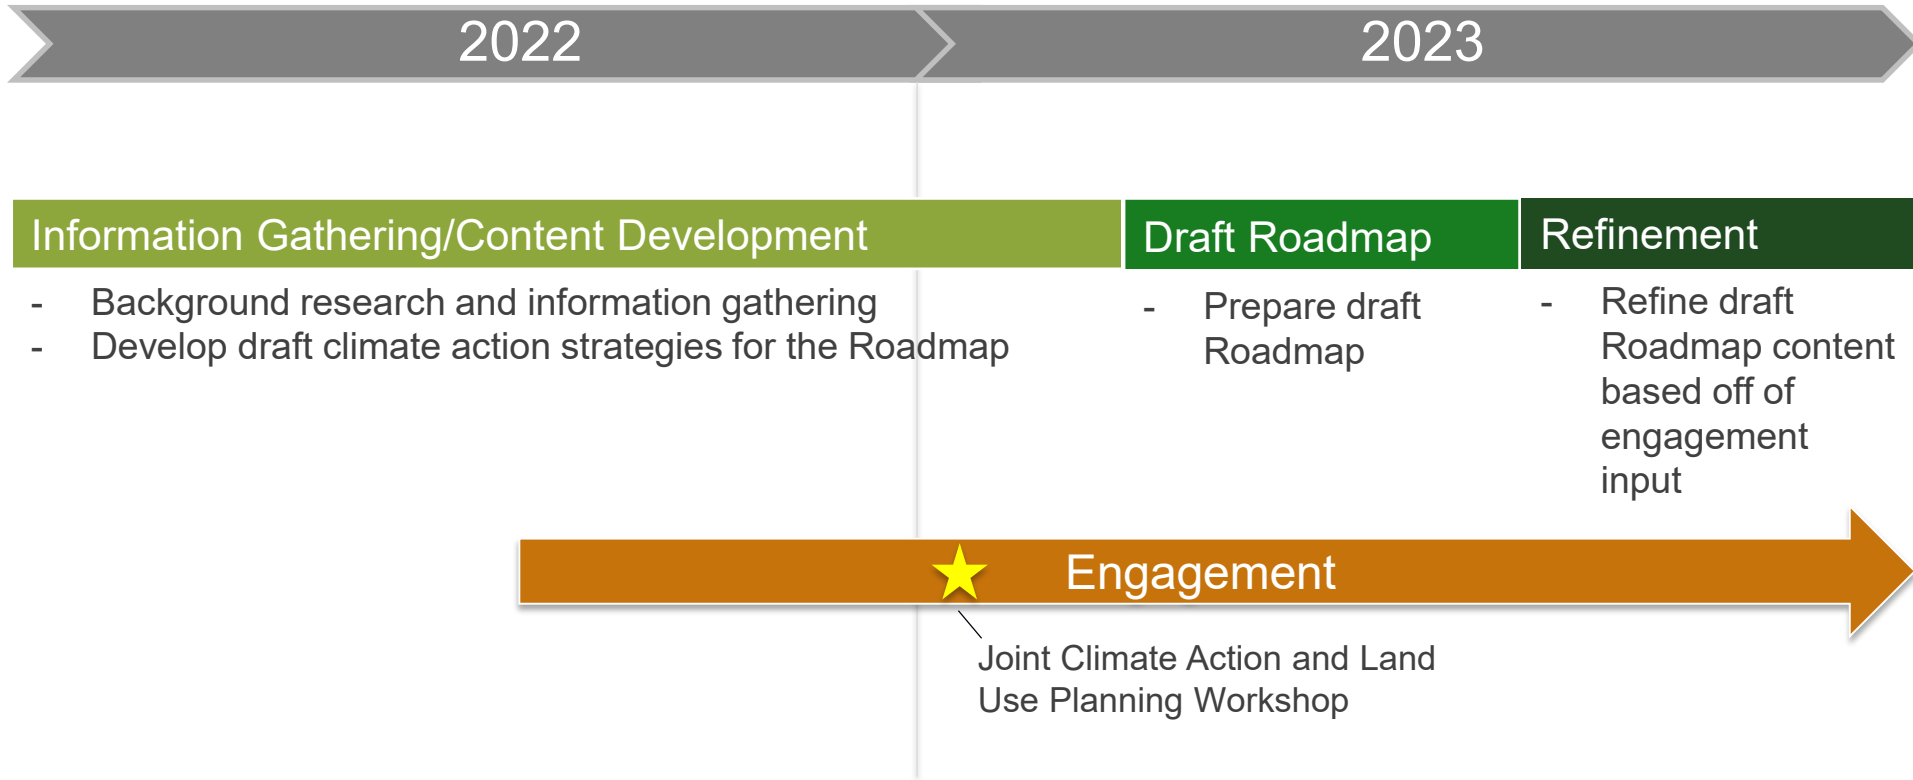 2022
2023
Information Gathering/Content Development
- Background research and information gathering
- Develop draft climate action strategies for the Roadmap
Draft Roadmap
- Prepare draft
Roadmap
Refinement
- Refine draft
Roadmap content
based off of
engagement
input
Engagement
Joint Climate Action and Land
Use Planning Workshop